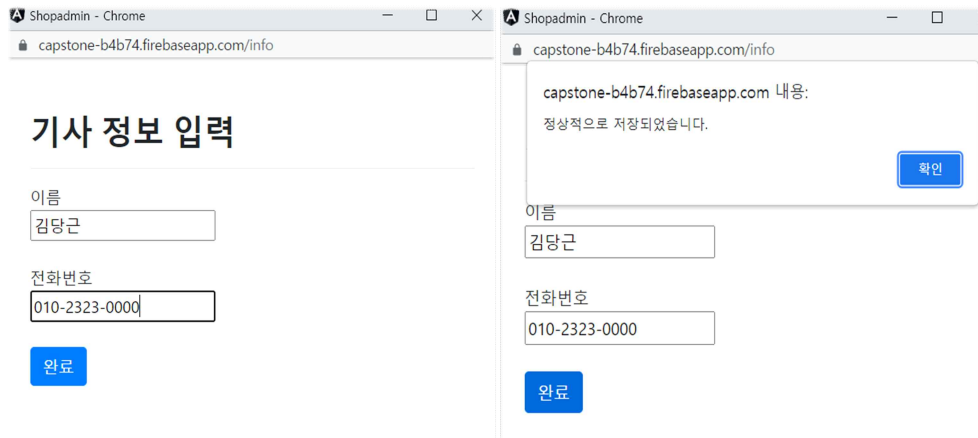 Shopadmin - Chrome
capstone-b4b74.firebaseapp.com/info
기사 정보 입력
이름
김당근
전화번호
010-2323-0000
완료
Shopadmin - Chrome
capstone-b4b74.firebaseapp.com/info
capstone-b4b74.firebaseapp.com 내용:
정상적으로 저장되었습니다.
확인
이름
김당근
전화번호
010-2323-0000
완료